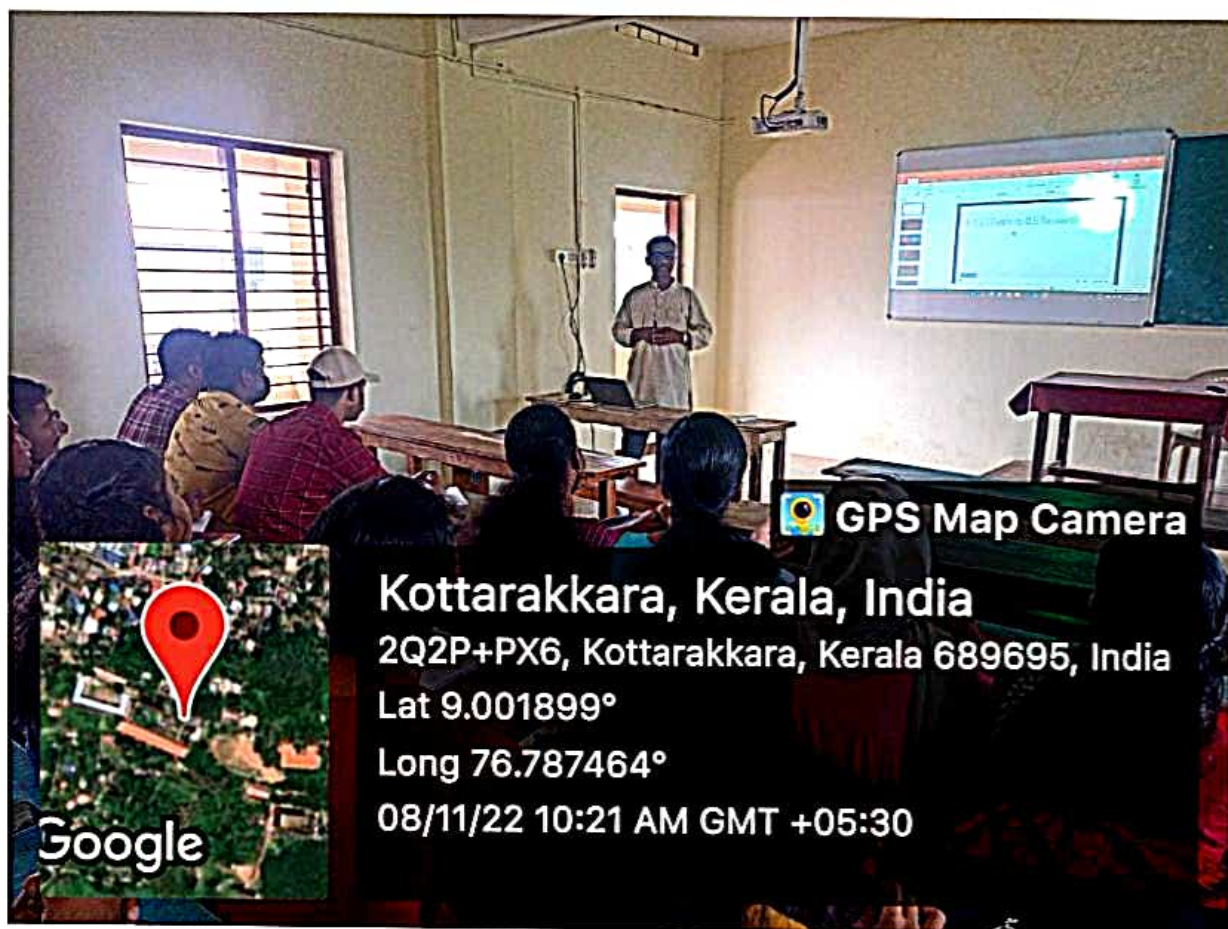 GPS Map Camera
Kottarakkara, Kerala, India
2Q2P+PX6, Kottarakkara, Kerala 689695, India
Lat 9.001899°
Long 76.787464°
08/11/22 10:21 AM GMT +05:30
Google